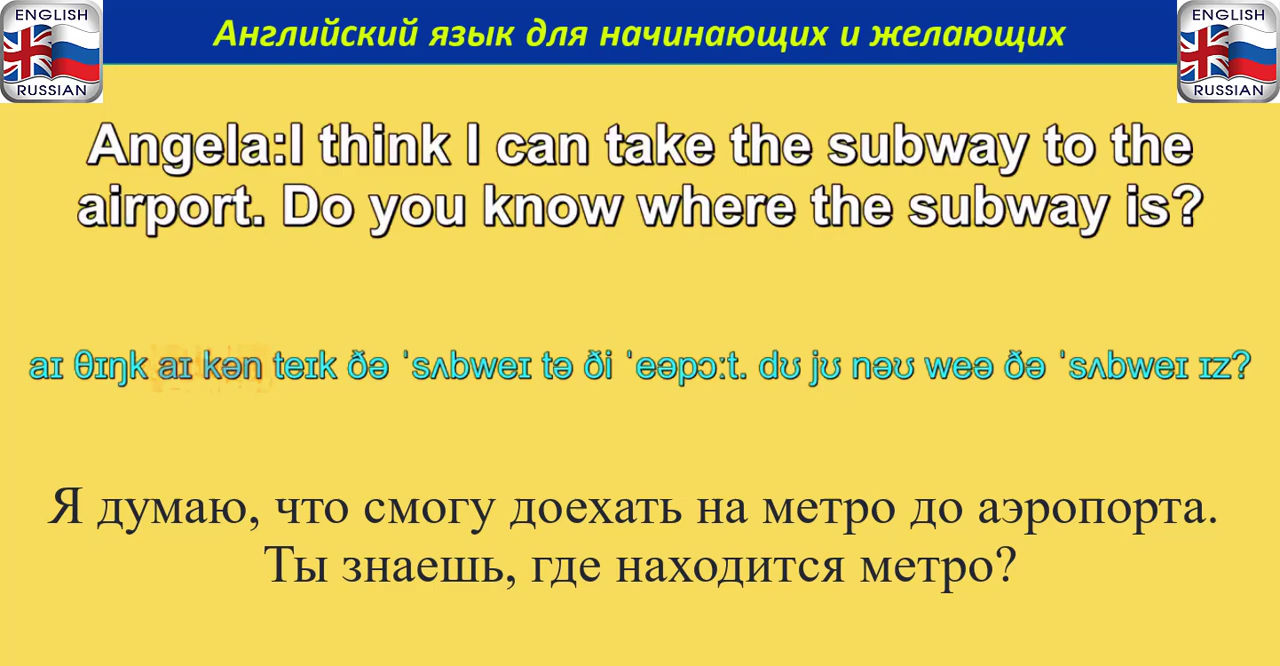 ENGLISH
RUSSIAN
Английский язык для начинающих и желающих
ENGLISH
RUSSIAN
Angela:I think I can take the subway to the
airport. Do you know where the subway is?
aɪ θɪŋk aɪ kən teɪk ðə ˈsʌbweɪ tə ði ˈeəpɔːt. dʊ jʊ nəʊ weə ðə ˈsʌbweɪ ɪz?
Я думаю, что смогу доехать на метро до аэропорта.
Ты знаешь, где находится метро?